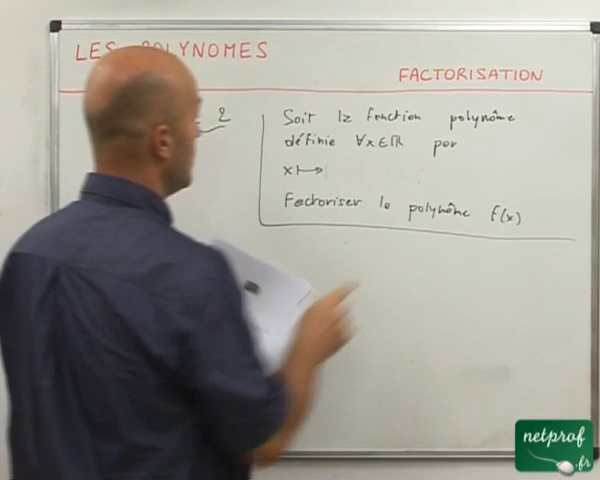 LES POLYNOMES
FACTORISATION
2
Soit la fonction polynôme
définie ∀x∈ℝ par
x⟼
Factoriser le polynôme f(x)
netprof
.fr